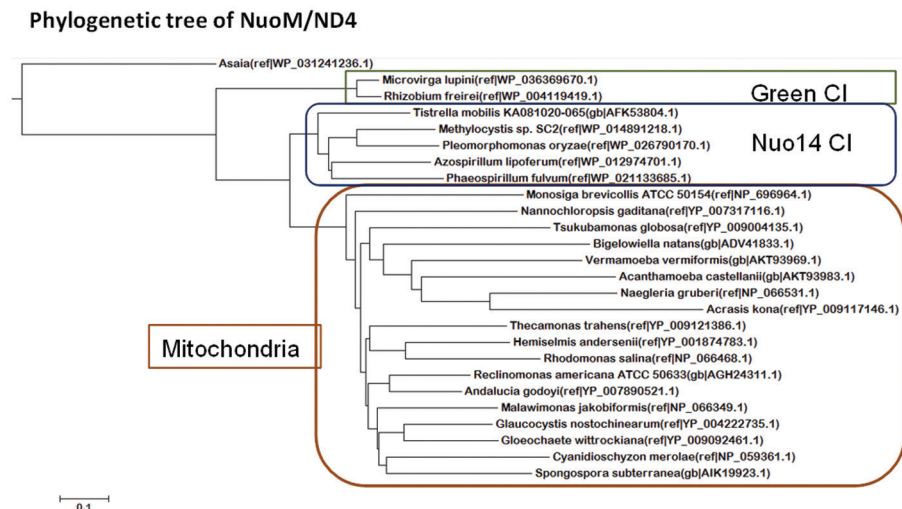 Phylogenetic tree of NuoM/ND4
Asaia(ref|WP_031241236.1)
Microvirga lupini(ref|WP_036369670.1)
Rhizobium freirei(ref|WP_004119419.1)
Green CI
Tistrella mobilis KA081020-065(gb|AFK53804.1)
Methylocystis sp. SC2(ref|WP_014891218.1)
Pleomorphomonas oryzae(ref|WP_026790170.1)
Nuo14 CI
Azospirillum lipoferum(ref|WP_012974701.1)
Phaeospirillum fulvum(ref|WP_021133685.1)
Monosiga brevicollis ATCC 50154(ref|NP_696964.1)
Nannochloropsis gaditana(ref|YP_007317116.1)
Tsukubamonas globosa(ref|YP_009004135.1)
Bigelowiella natans(gb|ADV41833.1)
Vermamoeba vermiformis(gb|AKT93969.1)
Acanthamoeba castellanii(gb|AKT93983.1)
Naegleria gruberi(ref|NP_066531.1)
Acrasis kona(ref|YP_009117146.1)
Thecamonas trahens(ref|YP_009121386.1)
Hemiselmis andersenii(ref|YP_001874783.1)
Mitochondria
Rhodomonas salina(ref|NP_066468.1)
Reclinomonas americana ATCC 50633(gb|AGH24311.1)
Andalucia godoyi(ref|YP_007890521.1)
Malawimonas jakobiformis(ref|NP_066349.1)
Glaucocystis nostochinearum(ref|YP_004222735.1)
Gloeochaete wittrockiana(ref|YP_009092461.1)
Cyanidioschyzon merolae(ref|NP_059361.1)
Spongospora subterranea(gb|AIK19923.1)
0.1